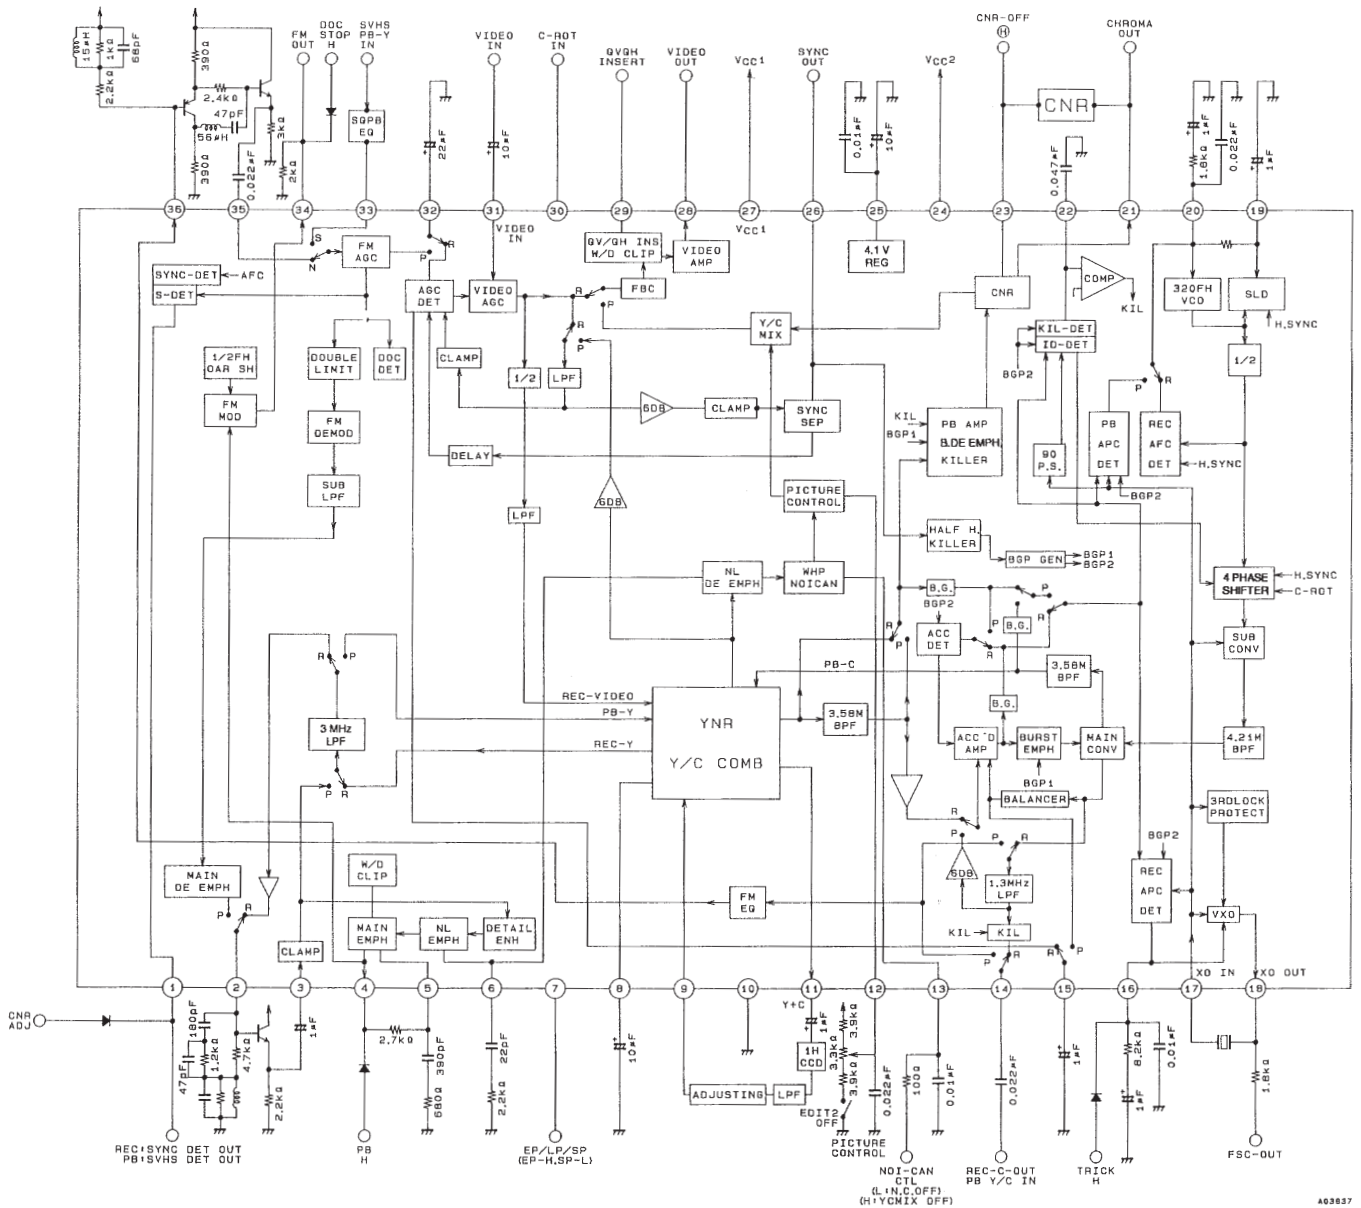 CNR-OFF
Ⓗ
CHROMA
OUT
FM
OUT
DOC
STOP
H
SVHS
PB-Y
IN
VIDEO
IN
C-ROT
IN
QVQH
INSERT
VIDEO
OUT
VCC1
SYNC
OUT
VCC2
15μH
1kΩ
68pF
2.2kΩ
390Ω
2.4kΩ
47pF
56μH
390Ω
0.022μF
3kΩ
2kΩ
SQPB
EQ
22μF
10μF
0.01μF
10μF
CNR
0.047μF
1.8kΩ
1μF
0.022μF
1μF
36
35
34
33
32
31
30
29
28
27
26
25
24
23
22
21
20
19
VIDEO
IN
VCC1
S
N
FM
AGC
P
R
SYNC-DET
AFC
S-DET
AGC
DET
VIDEO
AGC
QV/QH INS
W/D CLIP
VIDEO
AMP
FBC
R
P
4.1V
REG
CNR
COMP
KIL
320FH
VCO
SLD
H.SYNC
1/2FH
OAR SH
DOUBLE
LIMIT
DOC
DET
CLAMP
1/2
LPF
R
P
Y/C
MIX
KIL-DET
ID-DET
BGP2
1/2
FM
MOD
FM
DEMOD
6DB
CLAMP
SYNC
SEP
KIL
BGP1
PB AMP
B.DE EMPH.
KILLER
90
P.S.
P
R
PB
APC
DET
REC
AFC
DET
H.SYNC
BGP2
DELAY
SUB
LPF
LPF
6DB
PICTURE
CONTROL
HALF H.
KILLER
BGP GEN
BGP1
BGP2
NL
DE EMPH
WHP
NOICAN
4 PHASE
SHIFTER
H.SYNC
C-ROT
B.G.
BGP2
ACC
DET
P
R
B.G.
P
R
SUB
CONV
R
P
R
P
PB-C
3.58M
BPF
REC-VIDEO
PB-Y
REC-Y
YNR
Y/C COMB
3 MHz
LPF
P
R
3.58M
BPF
B.G.
ACC'D
AMP
BURST
EMPH
MAIN
CONV
4.21M
BPF
BGP1
BALANCER
3RDLOCK
PROTECT
R
P
P
R
BGP2
MAIN
DE EMPH
W/D
CLIP
6DB
1.3MHz
LPF
REC
APC
DET
P
R
FM
EQ
MAIN
EMPH
NL
EMPH
DETAIL
ENH
KIL
KIL
VXO
CLAMP
P
R
R
P
XO IN
XO OUT
1
2
3
4
5
6
7
8
9
10
11
12
13
14
15
16
17
18
CNR
ADJ
180pF
47pF
1.2kΩ
4.7kΩ
2.2kΩ
1μF
2.7kΩ
390pF
680Ω
22pF
2.2kΩ
10μF
Y+C
1μF
1H
CCD
LPF
ADJUSTING
3.9kΩ
3.3kΩ
3.9kΩ
EDIT2
OFF
0.022μF
PICTURE
CONTROL
100Ω
0.01μF
0.022μF
1μF
8.2kΩ
0.01μF
1μF
1.8kΩ
REC:SYNC DET OUT
PB:SVHS DET OUT
PB
H
EP/LP/SP
(EP-H,SP-L)
NOI-CAN
CTL
(L:N.C.OFF)
(H:YCMIX OFF)
REC-C-OUT
PB Y/C IN
TRICK
H
FSC-OUT
A03637